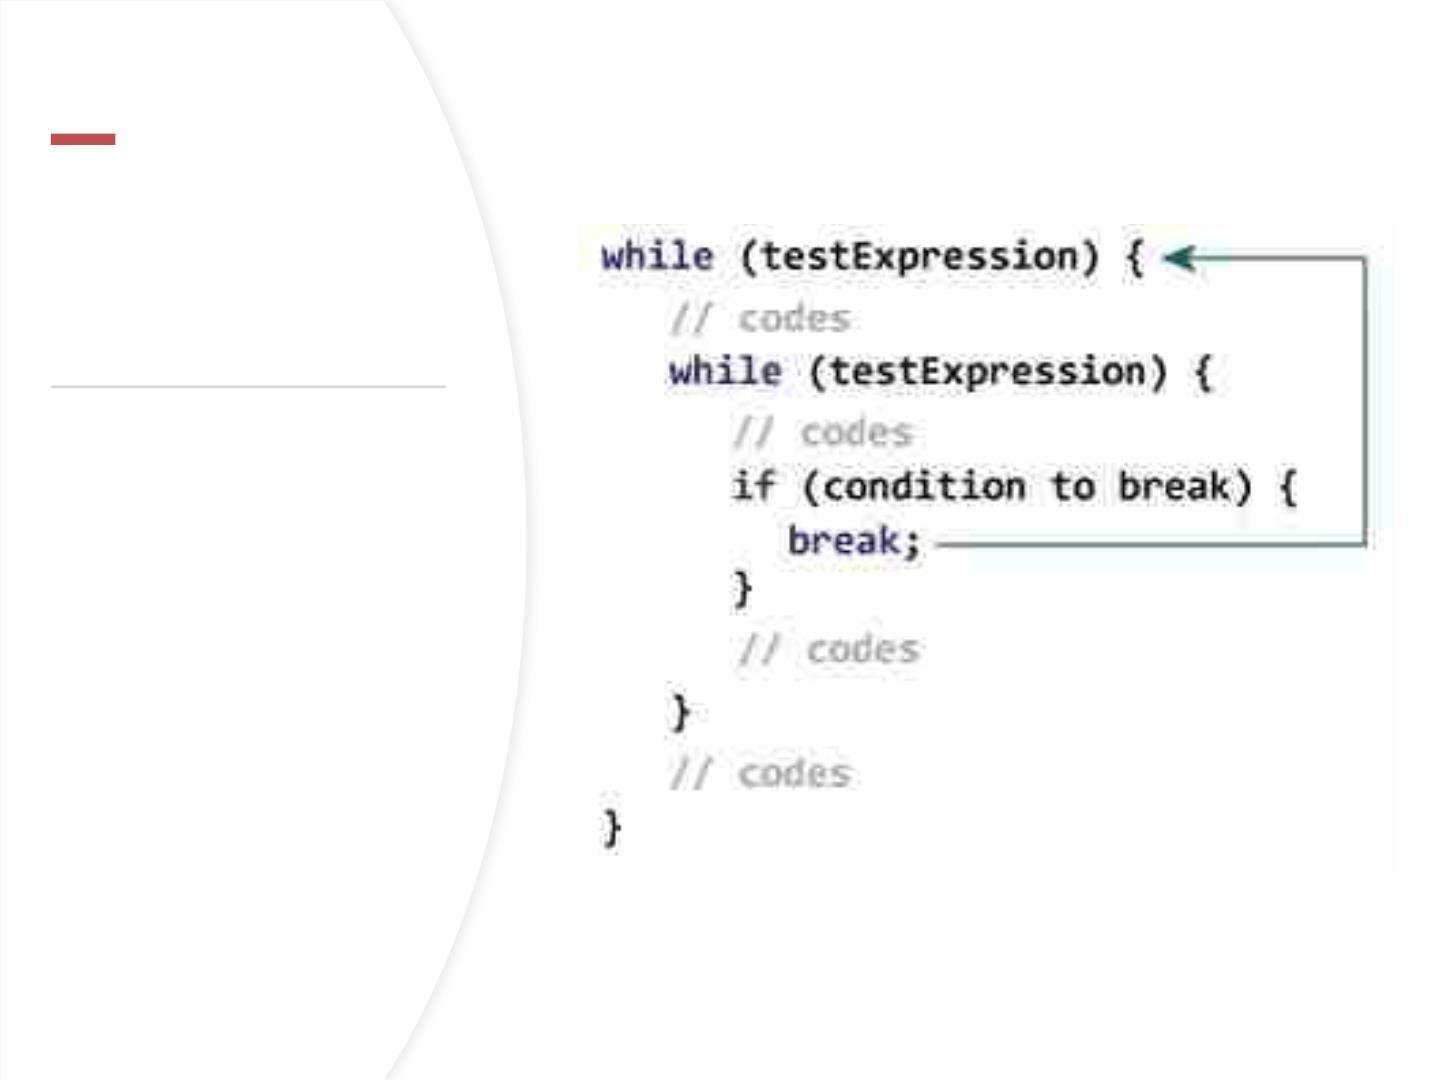 while (testExpression) {
// codes
while (testExpression) {
// codes
if (condition to break) {
break;
}
// codes
}
// codes
}